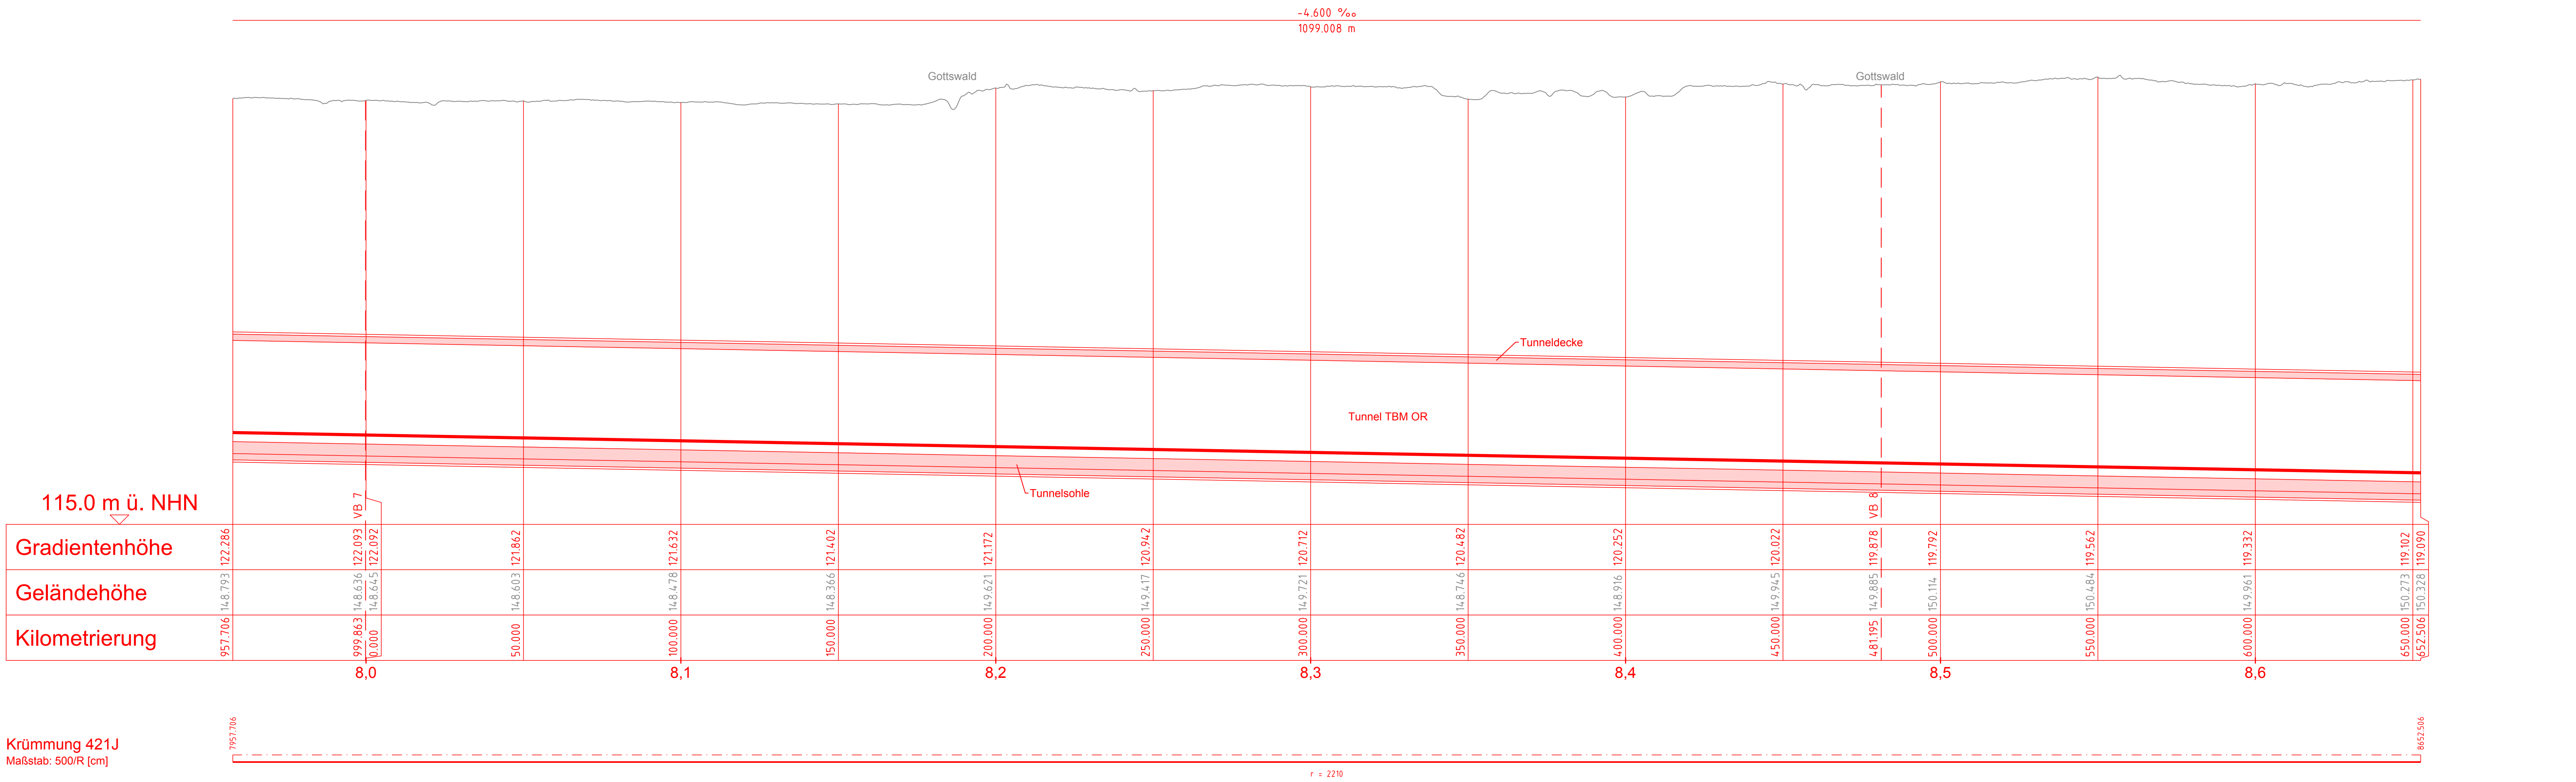 -4.600 ‰
1099.008 m
Gottswald
Gottswald
Tunneldecke
Tunnel TBM OR
Tunnelsohle
115.0 m ü. NHN
VB 7
VB 8
Gradientenhöhe 122.286 122.093 122.092 121.862 121.632 121.402 121.172 120.942 120.712 120.482 120.252 120.022 119.878 119.792 119.562 119.332 119.102 119.090
Geländehöhe 148.793 148.636 148.645 148.603 148.478 148.366 149.621 149.417 149.721 148.746 148.916 149.945 149.885 150.114 150.484 149.961 150.273 150.328
Kilometrierung 957.706 999.863 0.000 50.000 100.000 150.000 200.000 250.000 300.000 350.000 400.000 450.000 481.195 500.000 550.000 600.000 650.000 652.506
8,0 8,1 8,2 8,3 8,4 8,5 8,6
7957.706
8652.506
Krümmung 421J
Maßstab: 500/R [cm]
r = 2210